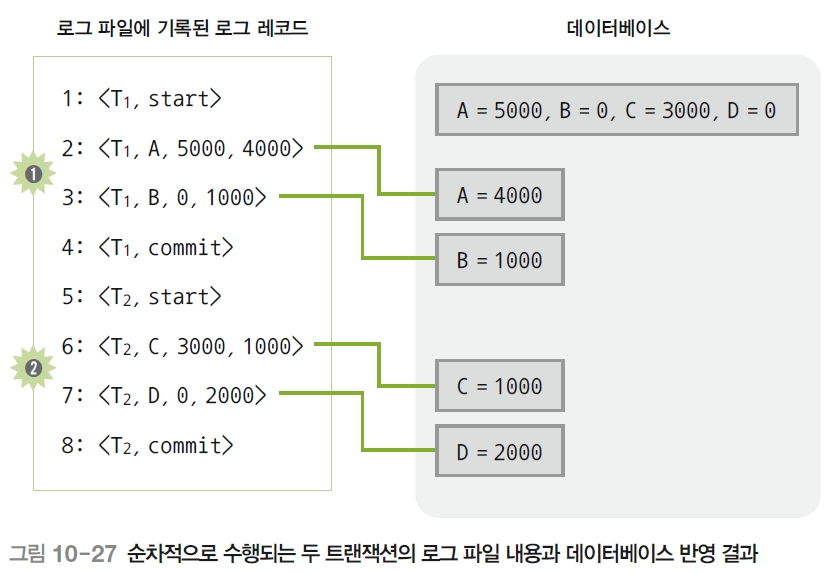 로그 파일에 기록된 로그 레코드
1: <T1, start>
2: <T1, A, 5000, 4000>
3: <T1, B, 0, 1000>
4: <T1, commit>
5: <T2, start>
6: <T2, C, 3000, 1000>
7: <T2, D, 0, 2000>
8: <T2, commit>
❶
❷
데이터베이스
A = 5000, B = 0, C = 3000, D = 0
A = 4000
B = 1000
C = 1000
D = 2000
그림 10-27 순차적으로 수행되는 두 트랜잭션의 로그 파일 내용과 데이터베이스 반영 결과